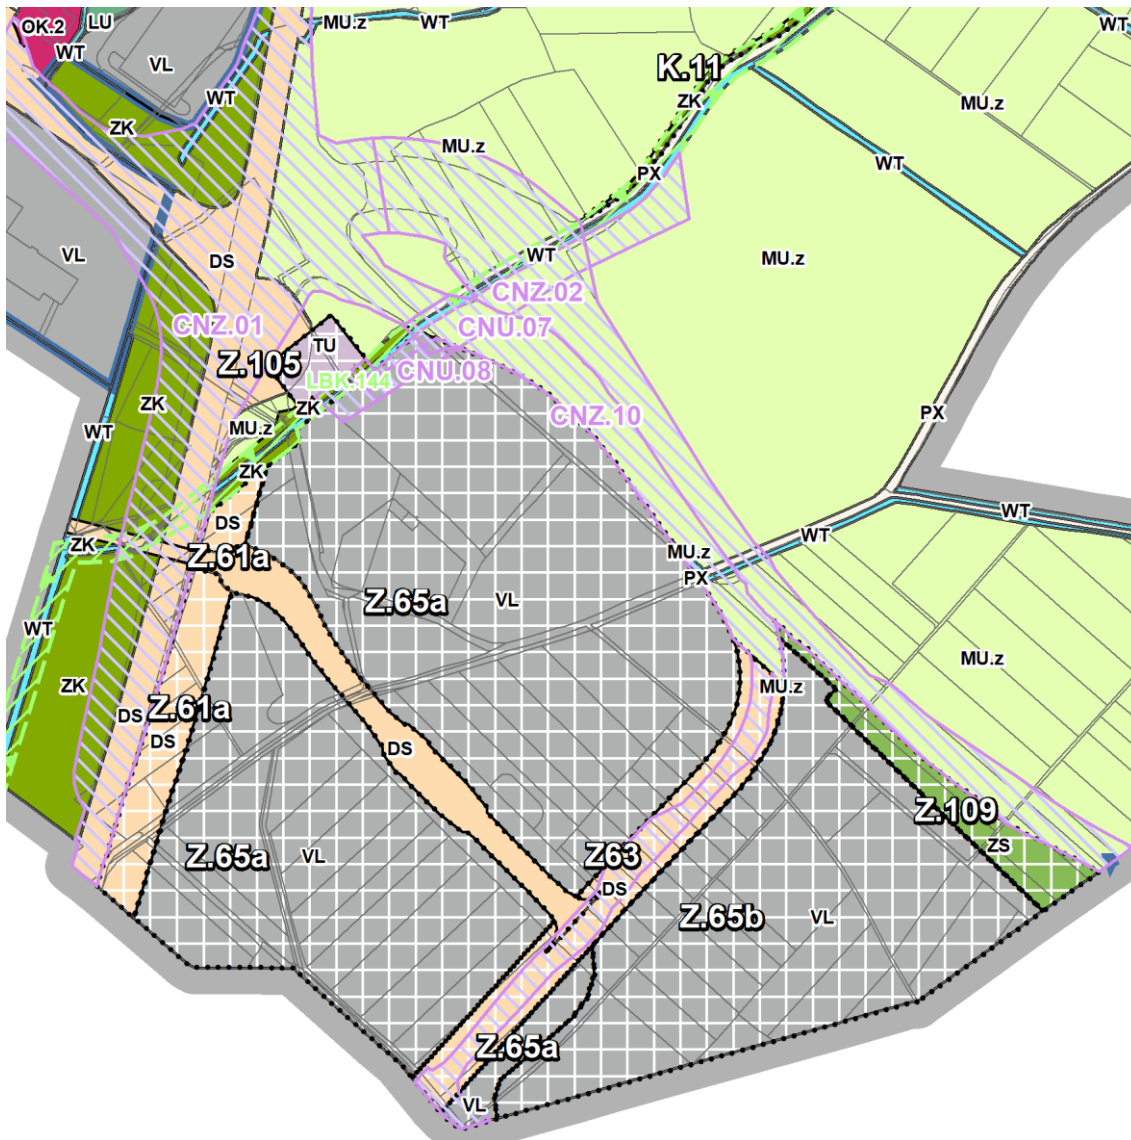 OK.2
LU
MU.z
WT
WT
WT
VL
K.11
WT
ZK
MU.z
ZK
MU.z
WT
PX
VL
DS
WT
MU.z
CNZ.02
CNZ.01
CNU.07
TU
Z.105
CNU.08
LBK.144
ZK
ZK
CNZ.10
PX
MU.z
WT
ZK
DS
WT
WT
ZK
MU.z
Z.61a
PX
Z.65a
VL
WT
MU.z
ZK
MU.z
Z.61a
DS
DS
DS
Z.109
ZS
Z.65a
VL
Z63
DS
Z.65b
VL
Z.65a
VL